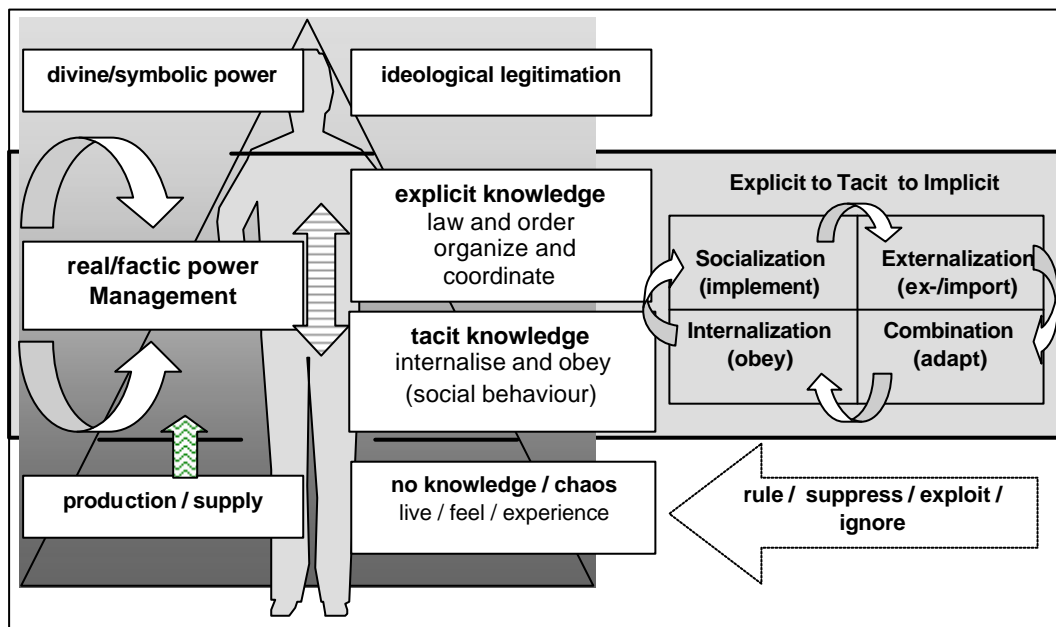 divine/symbolic power
ideological legitimation
real/factic power
Management
explicit knowledge
law and order
organize and
coordinate
tacit knowledge
internalise and obey
(social behaviour)
Explicit to Tacit to Implicit
Socialization
(implement)
Externalization
(ex-/import)
Internalization
(obey)
Combination
(adapt)
production / supply
no knowledge / chaos
live / feel / experience
rule / suppress / exploit /
ignore